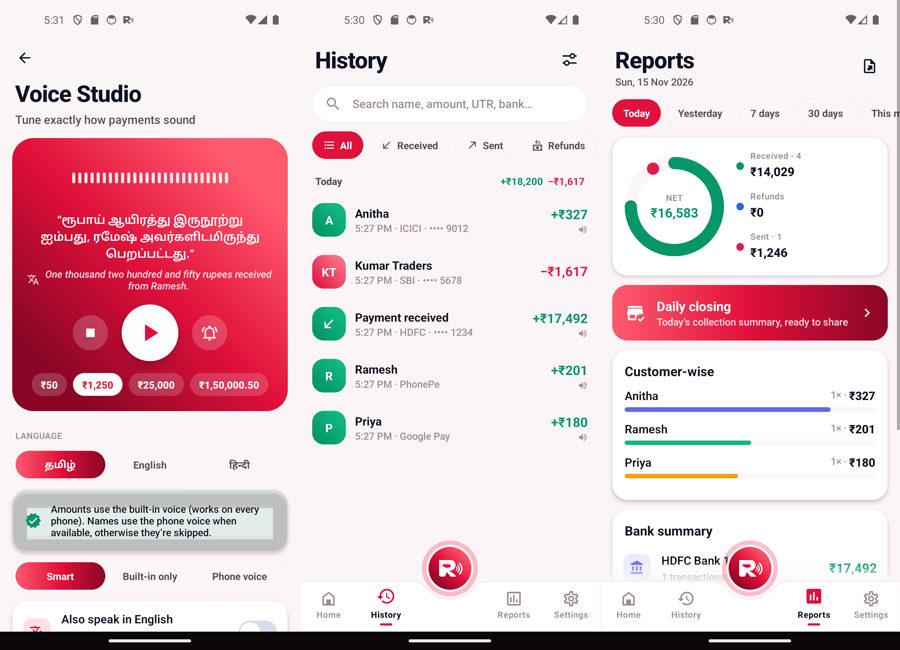 5:31
Voice Studio
Tune exactly how payments sound
“ரூபாய் ஆயிரத்து இருநூற்று
ஐம்பது, ரமேஷ் அவர்களிடமிருந்து
பெறப்பட்டது.”
One thousand two hundred and fifty rupees received
from Ramesh.
₹50 ₹1,250 ₹25,000 ₹1,50,000.50
LANGUAGE
தமிழ் English हिन्दी
Amounts use the built-in voice (works on every
phone). Names use the phone voice when
available, otherwise they’re skipped.
Smart Built-in only Phone voice
Also speak in English
5:30
History
Search name, amount, UTR, bank…
All Received Sent Refunds
Today +₹18,200 −₹1,617
A Anitha +₹327
5:27 PM · ICICI · •••• 9012
KT Kumar Traders −₹1,617
5:27 PM · SBI · •••• 5678
Payment received +₹17,492
5:27 PM · HDFC · •••• 1234
R Ramesh +₹201
5:27 PM · PhonePe
P Priya +₹180
5:27 PM · Google Pay
R
Home History Reports Settings
5:30
Reports
Sun, 15 Nov 2026
Today Yesterday 7 days 30 days This m
NET
₹16,583
Received · 4
₹14,029
Refunds
₹0
Sent · 1
₹1,246
Daily closing
Today's collection summary, ready to share
Customer-wise
Anitha 1× · ₹327
Ramesh 1× · ₹201
Priya 1× · ₹180
Bank summary
HDFC Bank 1 ₹17,492
1 transactions
R
Home History Reports Settings